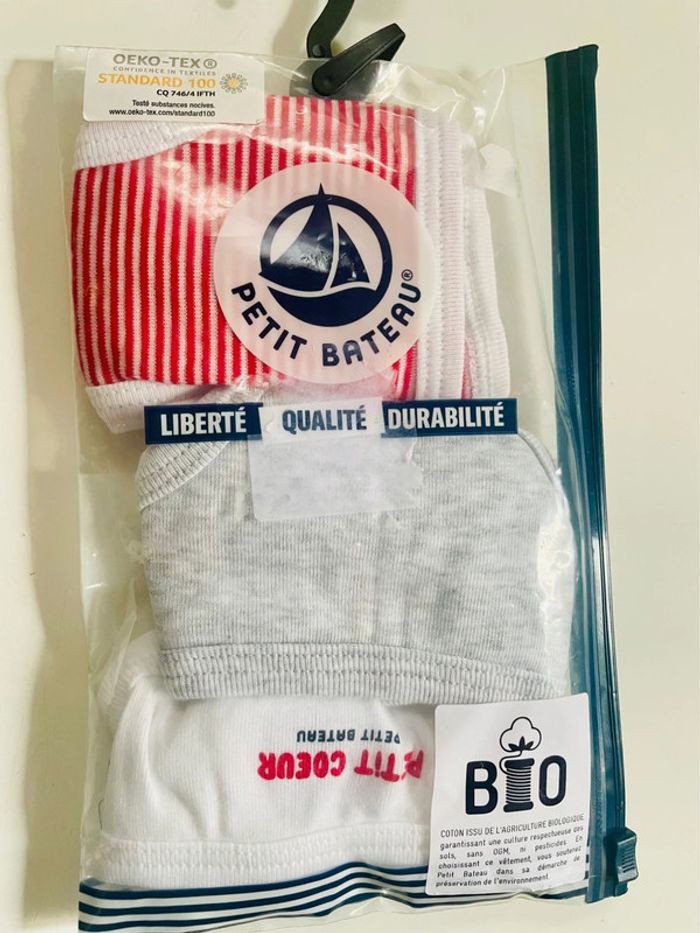 OEKO-TEX®
CONFIDENCE IN TEXTILES
STANDARD 100
CQ 746/4 IFTH
Testé substances nocives.
www.oeko-tex.com/standard100
PETIT BATEAU®
LIBERTÉ QUALITÉ DURABILITÉ
PETIT BATEAU
PETIT COEUR
BIO
COTON ISSU DE L'AGRICULTURE BIOLOGIQUE
garantissant une culture respectueuse des
sols, sans OGM, ni pesticides. En
choisissant ce vêtement, vous soutenez
Petit Bateau dans sa démarche de
préservation de l'environnement.